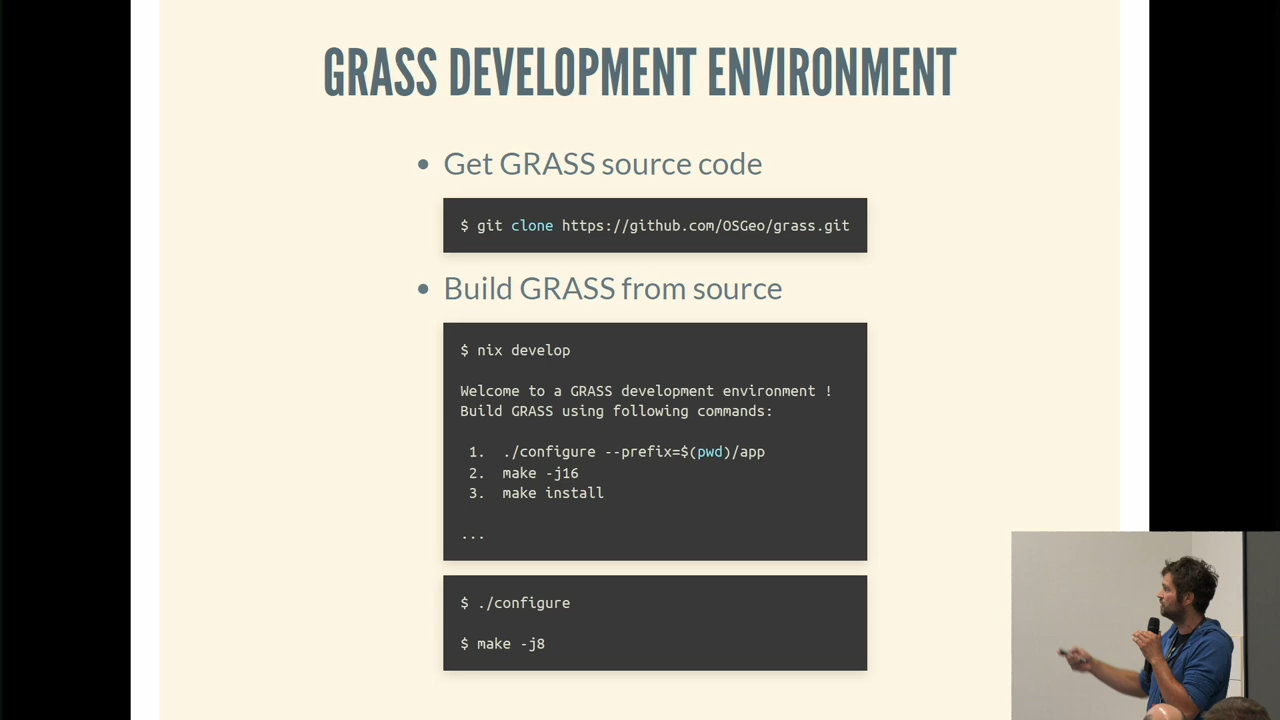 GRASS DEVELOPMENT ENVIRONMENT
• Get GRASS source code
$ git clone https://github.com/OSGeo/grass.git
• Build GRASS from source
$ nix develop
Welcome to a GRASS development environment !
Build GRASS using following commands:
1. ./configure --prefix=$(pwd)/app
2. make -j16
3. make install
...
$ ./configure
$ make -j8